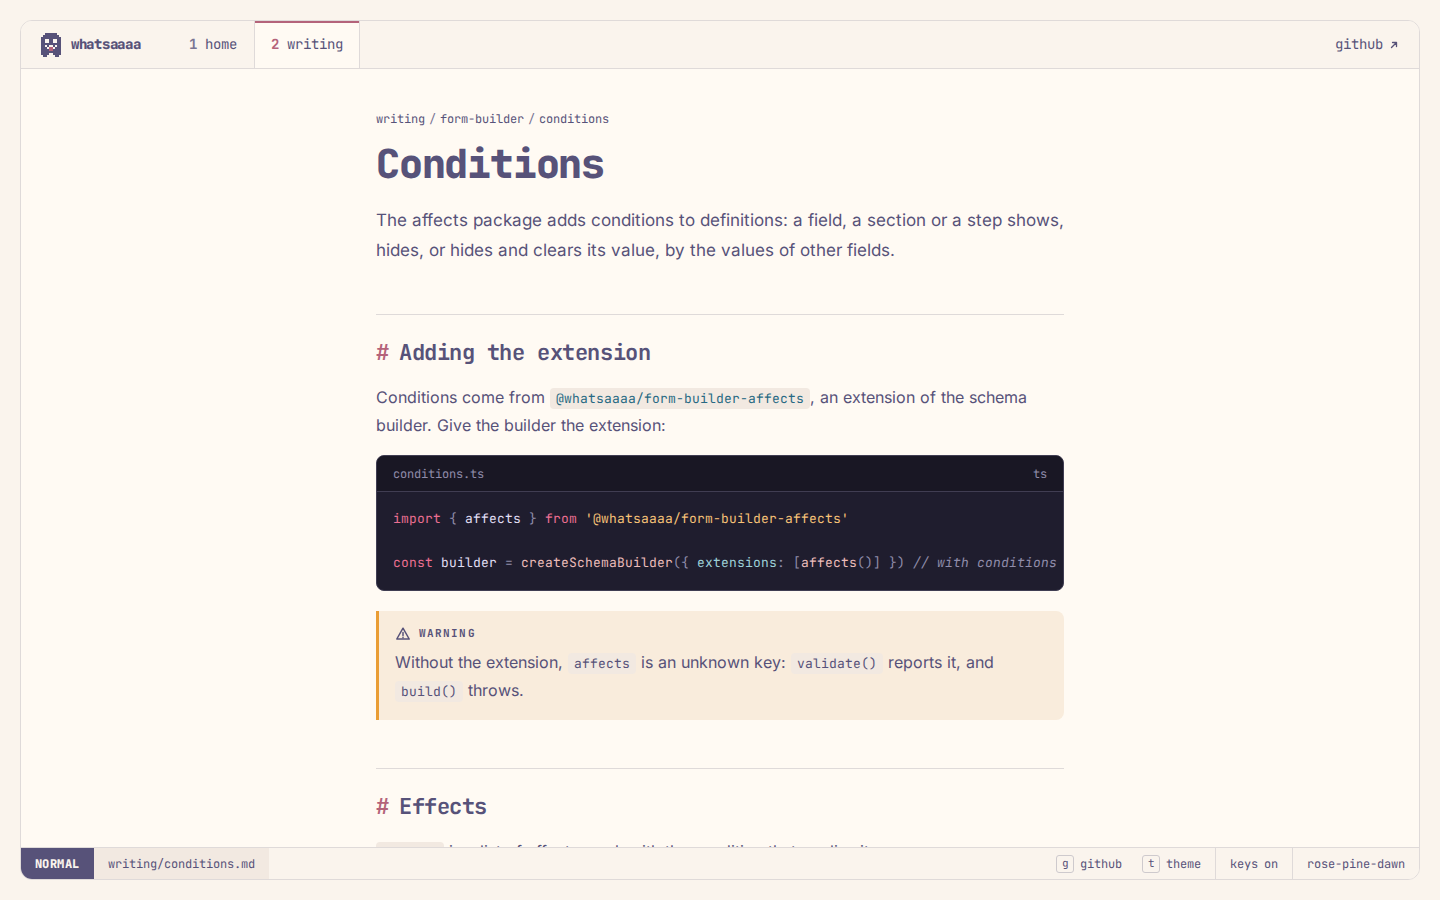 whatsaaaa
1 home
2 writing
github ↗
writing / form-builder / conditions
Conditions
The affects package adds conditions to definitions: a field, a section or a step shows,
hides, or hides and clears its value, by the values of other fields.
# Adding the extension
Conditions come from @whatsaaaa/form-builder-affects, an extension of the schema
builder. Give the builder the extension:
conditions.ts
ts
import { affects } from '@whatsaaaa/form-builder-affects'
const builder = createSchemaBuilder({ extensions: [affects()] }) // with conditions
WARNING
Without the extension, affects is an unknown key: validate() reports it, and
build() throws.
# Effects
NORMAL
writing/conditions.md
g github
t theme
keys on
rose-pine-dawn